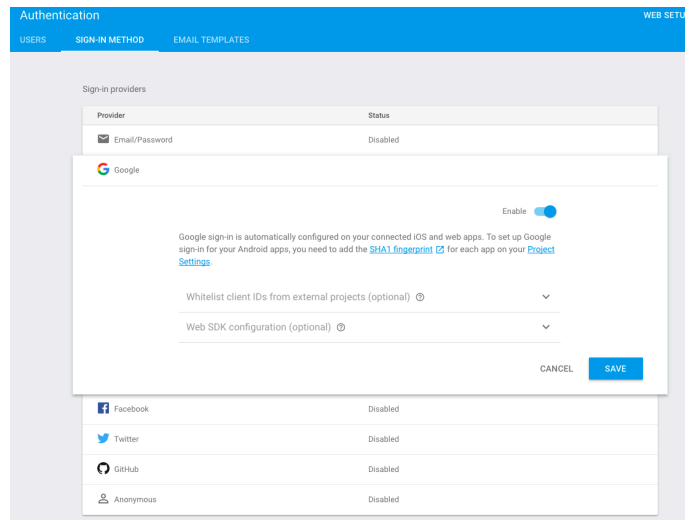 Authentication
WEB SETU
USERS SIGN-IN METHOD EMAIL TEMPLATES
Sign-in providers
Provider Status
Email/Password Disabled
Google
Enable
Google sign-in is automatically configured on your connected iOS and web apps. To set up Google
sign-in for your Android apps, you need to add the SHA1 fingerprint for each app on your Project
Settings.
Whitelist client IDs from external projects (optional)
Web SDK configuration (optional)
CANCEL SAVE
Facebook Disabled
Twitter Disabled
GitHub Disabled
Anonymous Disabled